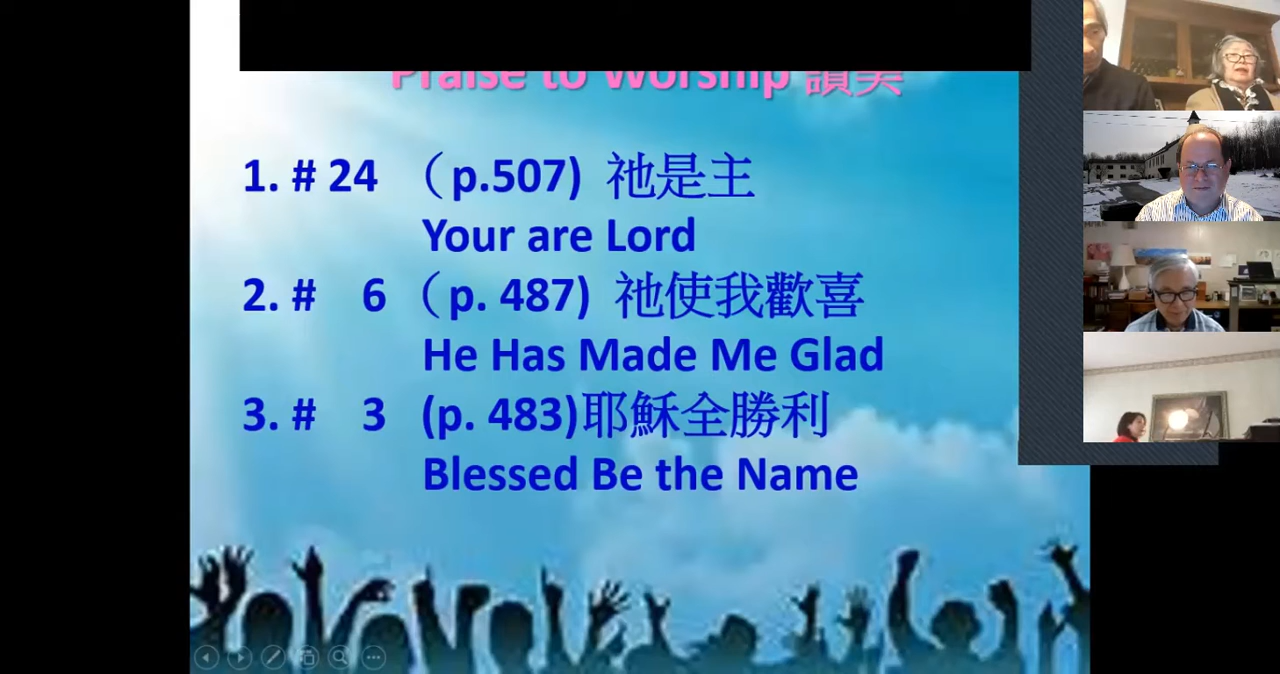 Praise to Worship 讚美
1. # 24 （p.507) 祂是主
Your are Lord
2. # 6 （p. 487) 祂使我歡喜
He Has Made Me Glad
3. # 3 (p. 483)耶穌全勝利
Blessed Be the Name